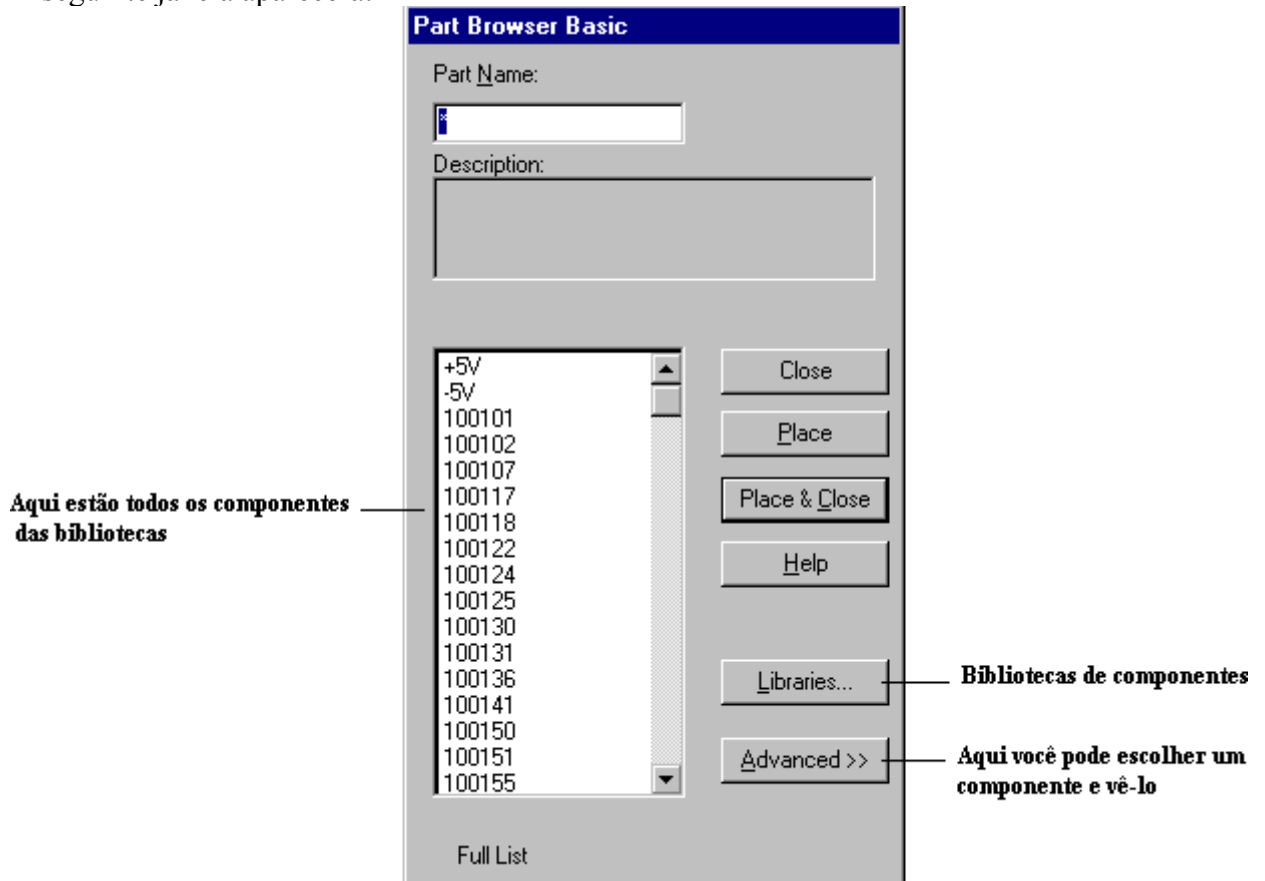 Part Browser Basic
Part Name:
*
Description:
+5V
-5V
100101
100102
100107
100117
100118
100122
100124
100125
100130
100131
100136
100141
100150
100151
100155
Close
Place
Place & Close
Help
Libraries...
Advanced >>
Full List
Aqui estão todos os componentes
das bibliotecas
Bibliotecas de componentes
Aqui você pode escolher um
componente e vê-lo